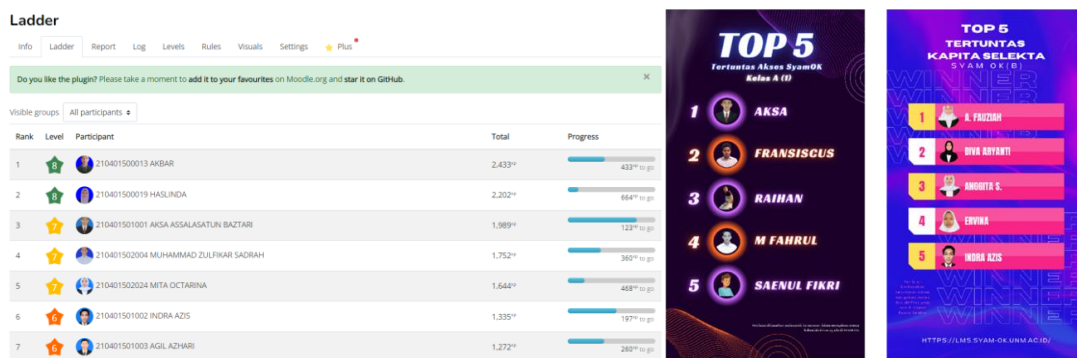 Ladder
Info Ladder Report Log Levels Rules Visuals Settings Plus
Do you like the plugin? Please take a moment to add it to your favourites on Moodle.org and star it on GitHub. ×
Visible groups All participants
Rank Level Participant Total Progress
1 8 210401500013 AKBAR 2,433xp 433xp to go
2 8 210401500019 HASLINDA 2,202xp 664xp to go
3 7 210401501001 AKSA ASSALASATUN BAZTARI 1,989xp 123xp to go
4 7 210401502004 MUHAMMAD ZULFIKAR SADRAH 1,752xp 360xp to go
5 7 210401502024 MITA OCTARINA 1,644xp 468xp to go
6 6 210401501002 INDRA AZIS 1,335xp 197xp to go
7 6 210401501003 AGIL AZHARI 1,272xp 260xp to go
TOP 5
Tertuntas Akses SyamOK
Kelas A (1)
1 AKSA
2 FRANSISCUS
3 RAIHAN
4 M FAHRUL
5 SAENUL FIKRI
TOP 5
TERTUNTAS
KAPITA SELEKTA
SYAM OK(B)
WINNER
WINNER
WINNER
1 A. FAUZIAH
2 DIVA ARYANTI
3 ANGGITA S.
4 ERVINA
5 INDRA AZIS
WINNER
WINNER
HTTPS://LMS.SYAM-OK.UNM.AC.ID/